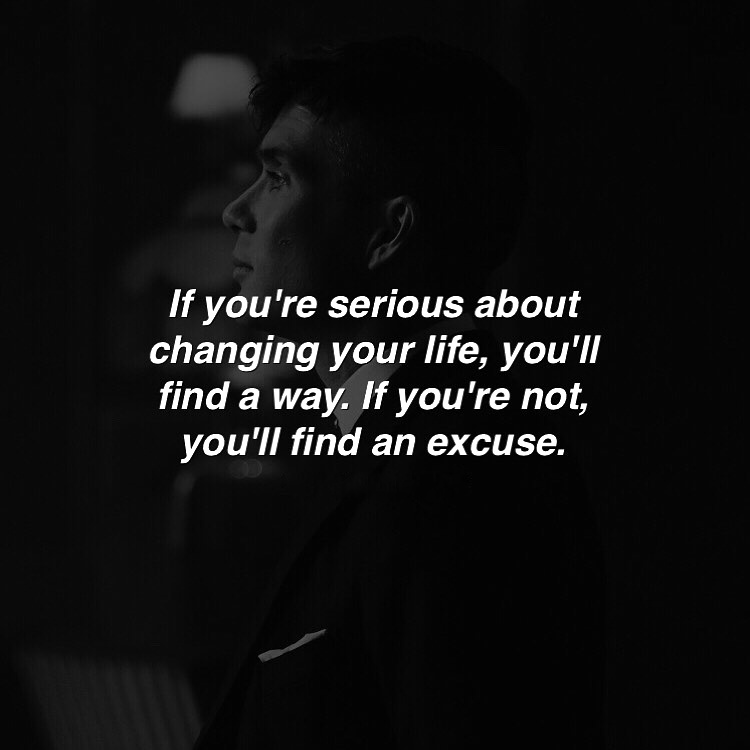 If you're serious about
changing your life, you'll
find a way. If you're not,
you'll find an excuse.